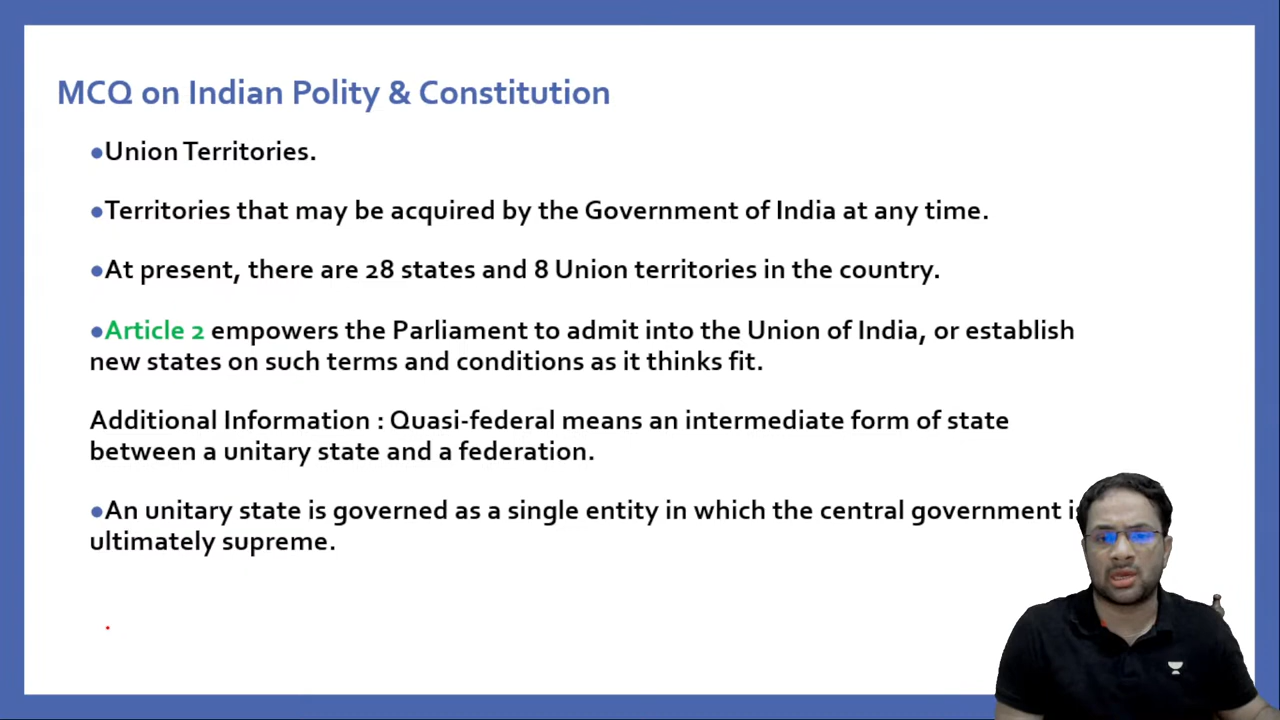 MCQ on Indian Polity & Constitution
●Union Territories.
●Territories that may be acquired by the Government of India at any time.
●At present, there are 28 states and 8 Union territories in the country.
●Article 2 empowers the Parliament to admit into the Union of India, or establish
new states on such terms and conditions as it thinks fit.
Additional Information : Quasi-federal means an intermediate form of state
between a unitary state and a federation.
●An unitary state is governed as a single entity in which the central government is
ultimately supreme.